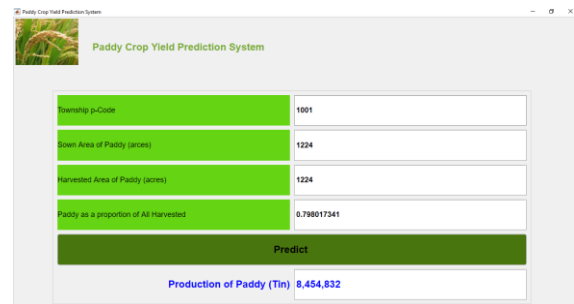 Paddy Crop Yield Prediction System
Paddy Crop Yield Prediction System
Township p-Code 1001
Sown Area of Paddy (arces) 1224
Harvested Area of Paddy (acres) 1224
Paddy as a proportion of All Harvested 0.798017341
Predict
Production of Paddy (Tin) 8,454,832